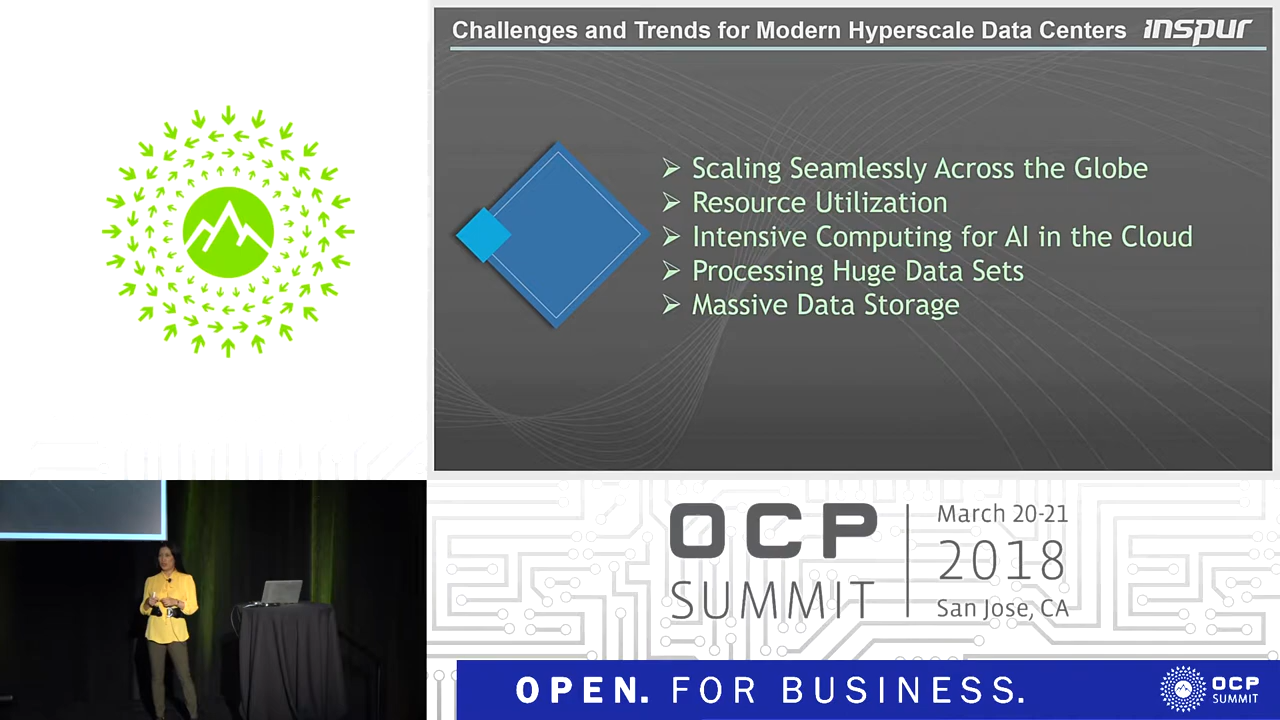 Challenges and Trends for Modern Hyperscale Data Centers inspur
Scaling Seamlessly Across the Globe
Resource Utilization
Intensive Computing for AI in the Cloud
Processing Huge Data Sets
Massive Data Storage
OCP
SUMMIT
March 20-21
2018
San Jose, CA
OPEN. FOR BUSINESS.
OCP
SUMMIT